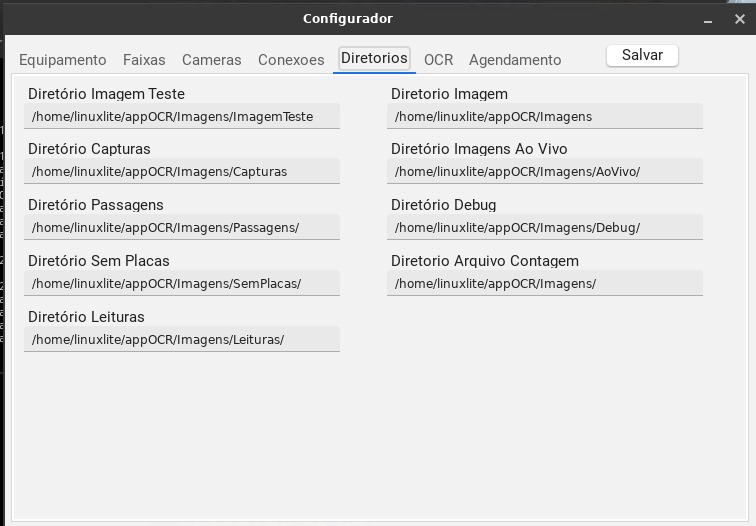 Configurador
Equipamento Faixas Cameras Conexoes Diretorios OCR Agendamento Salvar
Diretório Imagem Teste
/home/linuxlite/appOCR/Imagens/ImagemTeste
Diretorio Imagem
/home/linuxlite/appOCR/Imagens
Diretório Capturas
/home/linuxlite/appOCR/Imagens/Capturas
Diretório Imagens Ao Vivo
/home/linuxlite/appOCR/Imagens/AoVivo/
Diretório Passagens
/home/linuxlite/appOCR/Imagens/Passagens/
Diretório Debug
/home/linuxlite/appOCR/Imagens/Debug/
Diretório Sem Placas
/home/linuxlite/appOCR/Imagens/SemPlacas/
Diretorio Arquivo Contagem
/home/linuxlite/appOCR/Imagens/
Diretório Leituras
/home/linuxlite/appOCR/Imagens/Leituras/